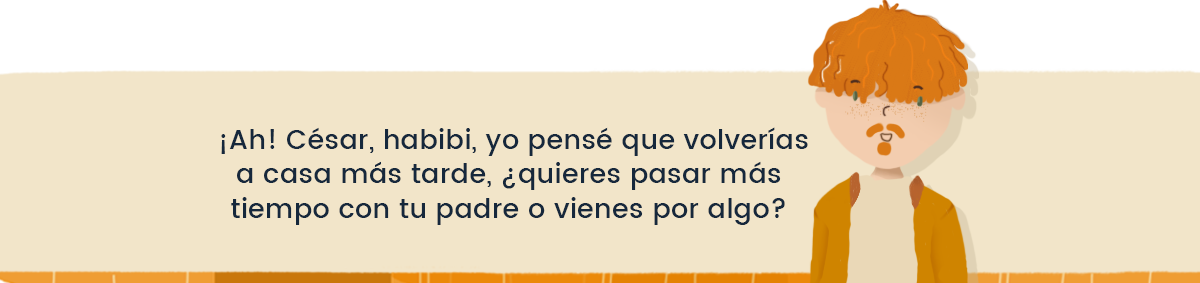 ¡Ah! César, habibi, yo pensé que volverías
a casa más tarde, ¿quieres pasar más
tiempo con tu padre o vienes por algo?